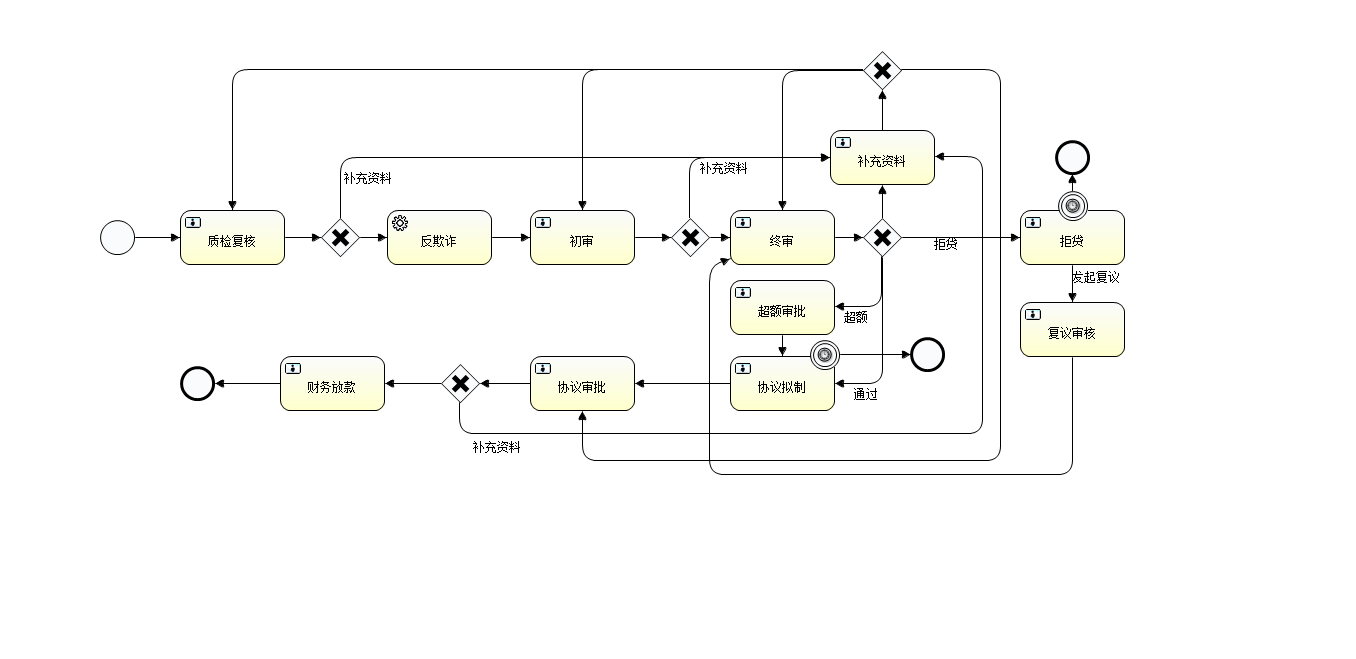 补充资料
补充资料
补充资料
质检复核
反欺诈
初审
终审
拒贷
拒贷
发起复议
超额审批
超额
复议审核
财务放款
协议审批
协议拟制
通过
补充资料